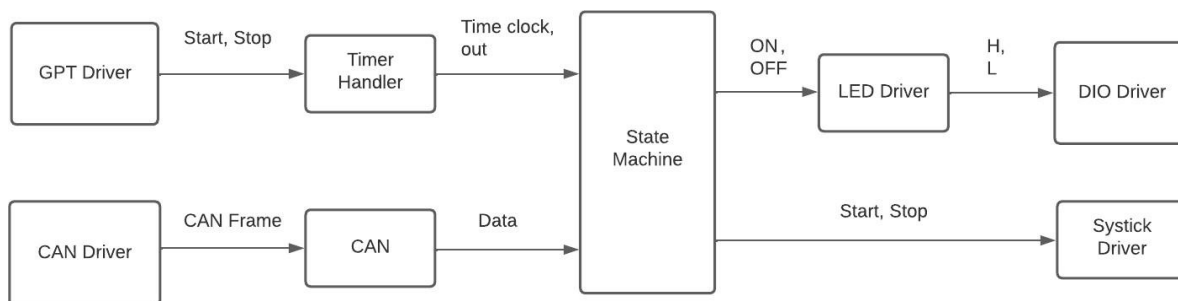 GPT Driver
Start, Stop
Timer
Handler
Time clock,
out
State
Machine
ON,
OFF
LED Driver
H,
L
DIO Driver
CAN Driver
CAN Frame
CAN
Data
Start, Stop
Systick
Driver